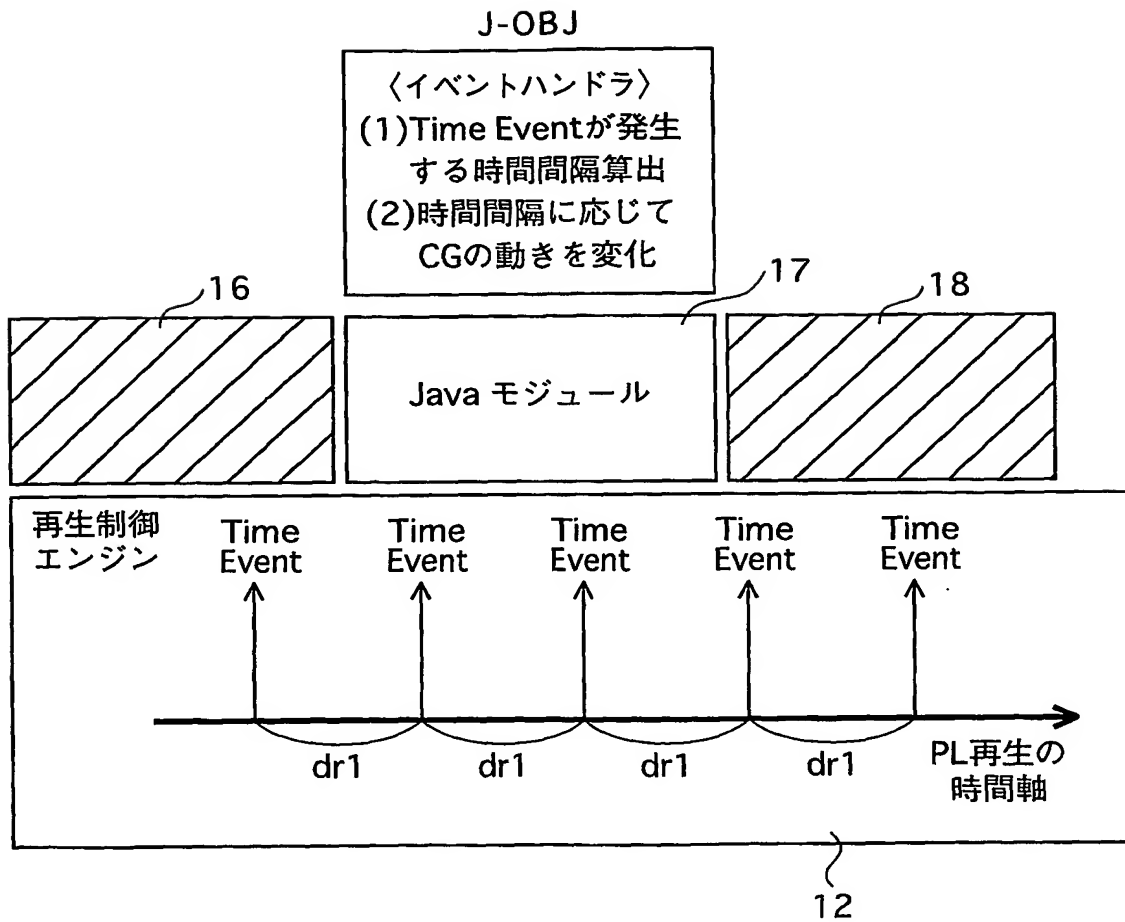 J-OBJ
〈イベントハンドラ〉
(1)Time Eventが発生
する時間間隔算出
(2)時間間隔に応じて
CGの動きを変化
16
17
18
Java モジュール
再生制御
エンジン
Time
Event
Time
Event
Time
Event
Time
Event
Time
Event
dr1
dr1
dr1
dr1
PL再生の
時間軸
12